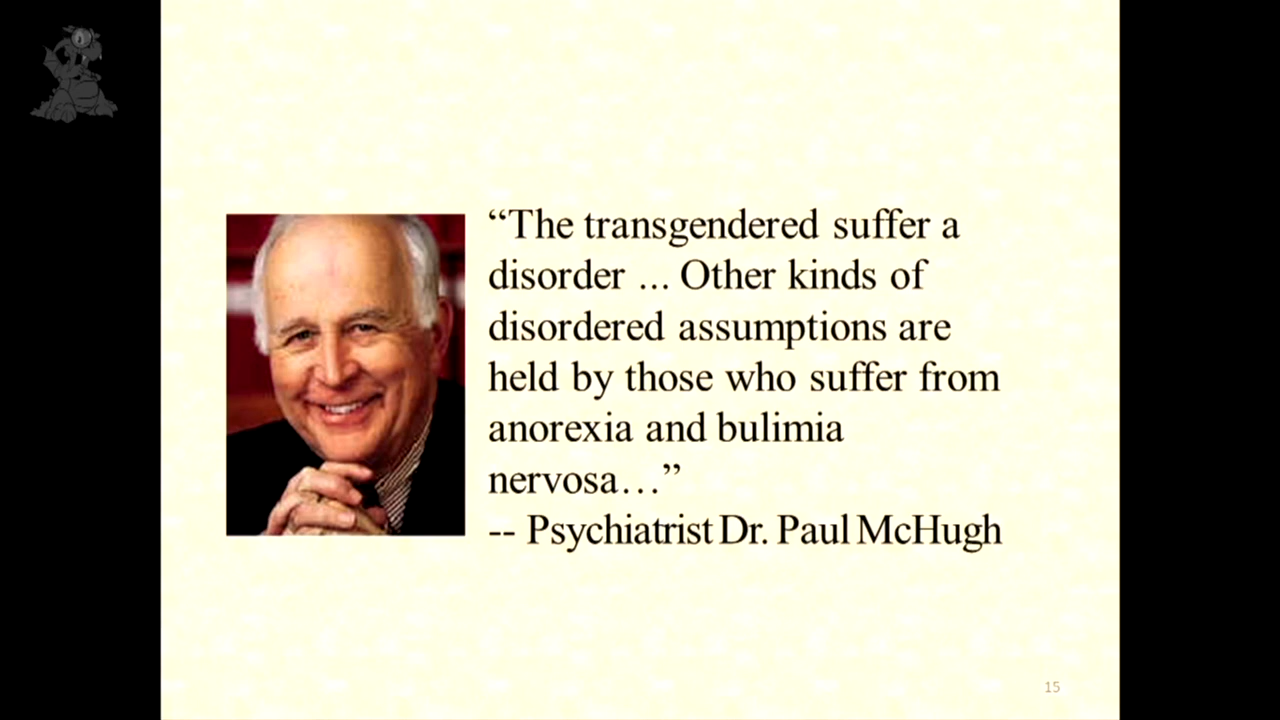 “The transgendered suffer a
disorder ... Other kinds of
disordered assumptions are
held by those who suffer from
anorexia and bulimia
nervosa…”
-- Psychiatrist Dr. Paul McHugh
15